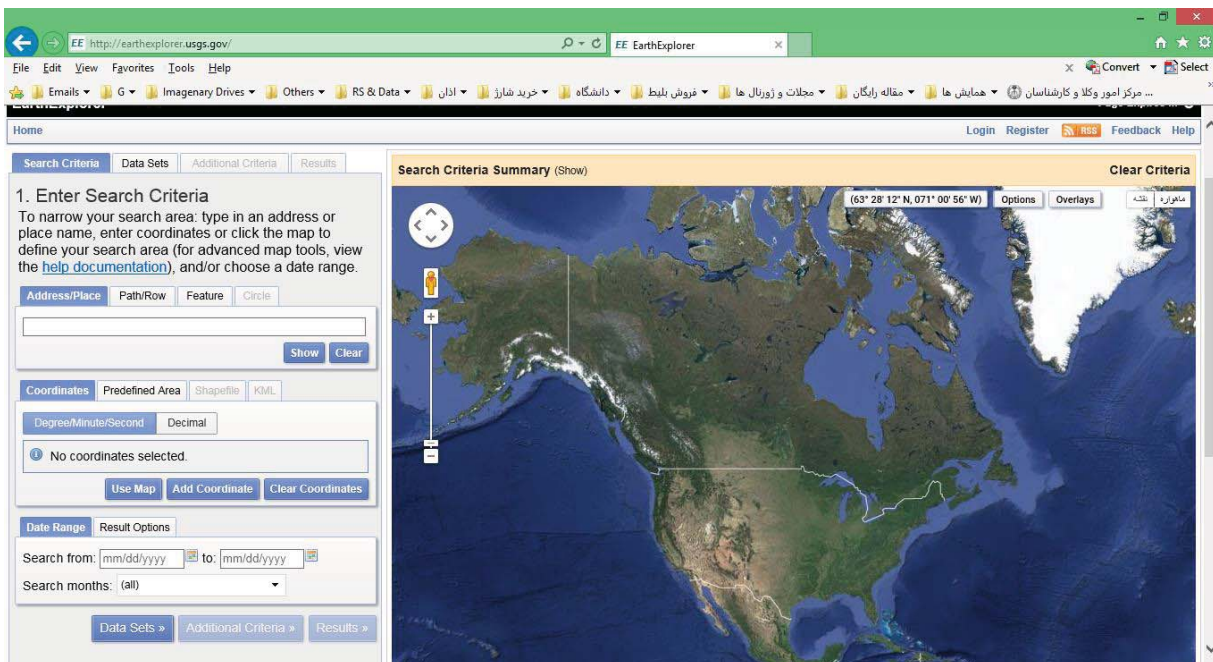 EE http://earthexplorer.usgs.gov/
EE EarthExplorer
File Edit View Favorites Tools Help
Convert Select
Emails G Imagenary Drives Others RS & Data اذان خرید شارژ دانشگاه فروش بلیط مجلات و ژورنال ها مقاله رایگان همایش ها مرکز امور وکلا و کارشناسان ...
EarthExplorer
Home Login Register RSS Feedback Help
Search Criteria Data Sets Additional Criteria Results
1. Enter Search Criteria
To narrow your search area: type in an address or
place name, enter coordinates or click the map to
define your search area (for advanced map tools, view
the help documentation), and/or choose a date range.
Address/Place Path/Row Feature Circle
Show Clear
Coordinates Predefined Area Shapefile KML
Degree/Minute/Second Decimal
No coordinates selected.
Use Map Add Coordinate Clear Coordinates
Date Range Result Options
Search from: mm/dd/yyyy to: mm/dd/yyyy
Search months: (all)
Data Sets » Additional Criteria » Results »
Search Criteria Summary (Show) Clear Criteria
(63° 28' 12" N, 071° 00' 56" W) Options Overlays نقشه ماهواره